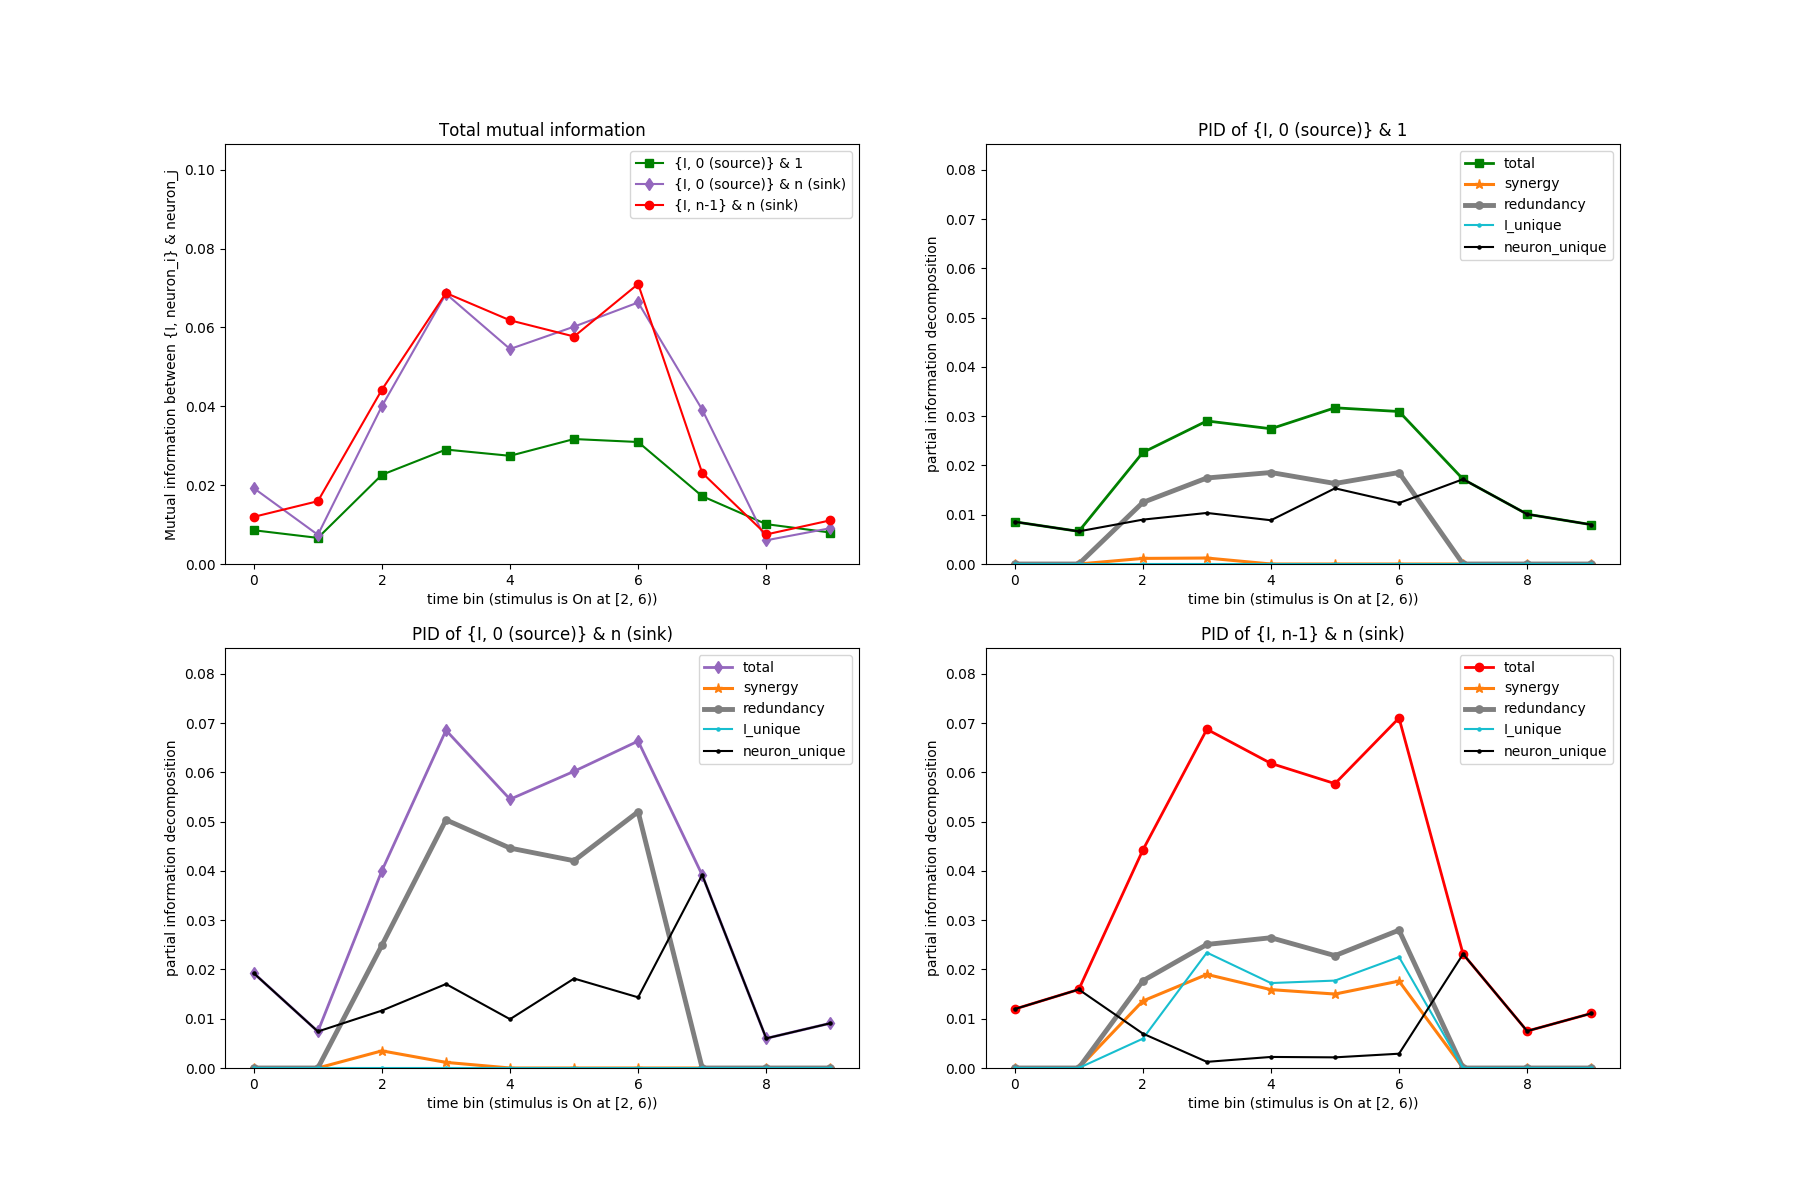 Total mutual information
Mutual information between {I, neuron_i} & neuron_j
0.10
0.08
0.06
0.04
0.02
0.00
{I, 0 (source)} & 1
{I, 0 (source)} & n (sink)
{I, n-1} & n (sink)
0 2 4 6 8
time bin (stimulus is On at [2, 6))
PID of {I, 0 (source)} & 1
partial information decomposition
0.08
0.07
0.06
0.05
0.04
0.03
0.02
0.01
0.00
total
synergy
redundancy
I_unique
neuron_unique
0 2 4 6 8
time bin (stimulus is On at [2, 6))
PID of {I, 0 (source)} & n (sink)
partial information decomposition
0.08
0.07
0.06
0.05
0.04
0.03
0.02
0.01
0.00
total
synergy
redundancy
I_unique
neuron_unique
0 2 4 6 8
time bin (stimulus is On at [2, 6))
PID of {I, n-1} & n (sink)
partial information decomposition
0.08
0.07
0.06
0.05
0.04
0.03
0.02
0.01
0.00
total
synergy
redundancy
I_unique
neuron_unique
0 2 4 6 8
time bin (stimulus is On at [2, 6))